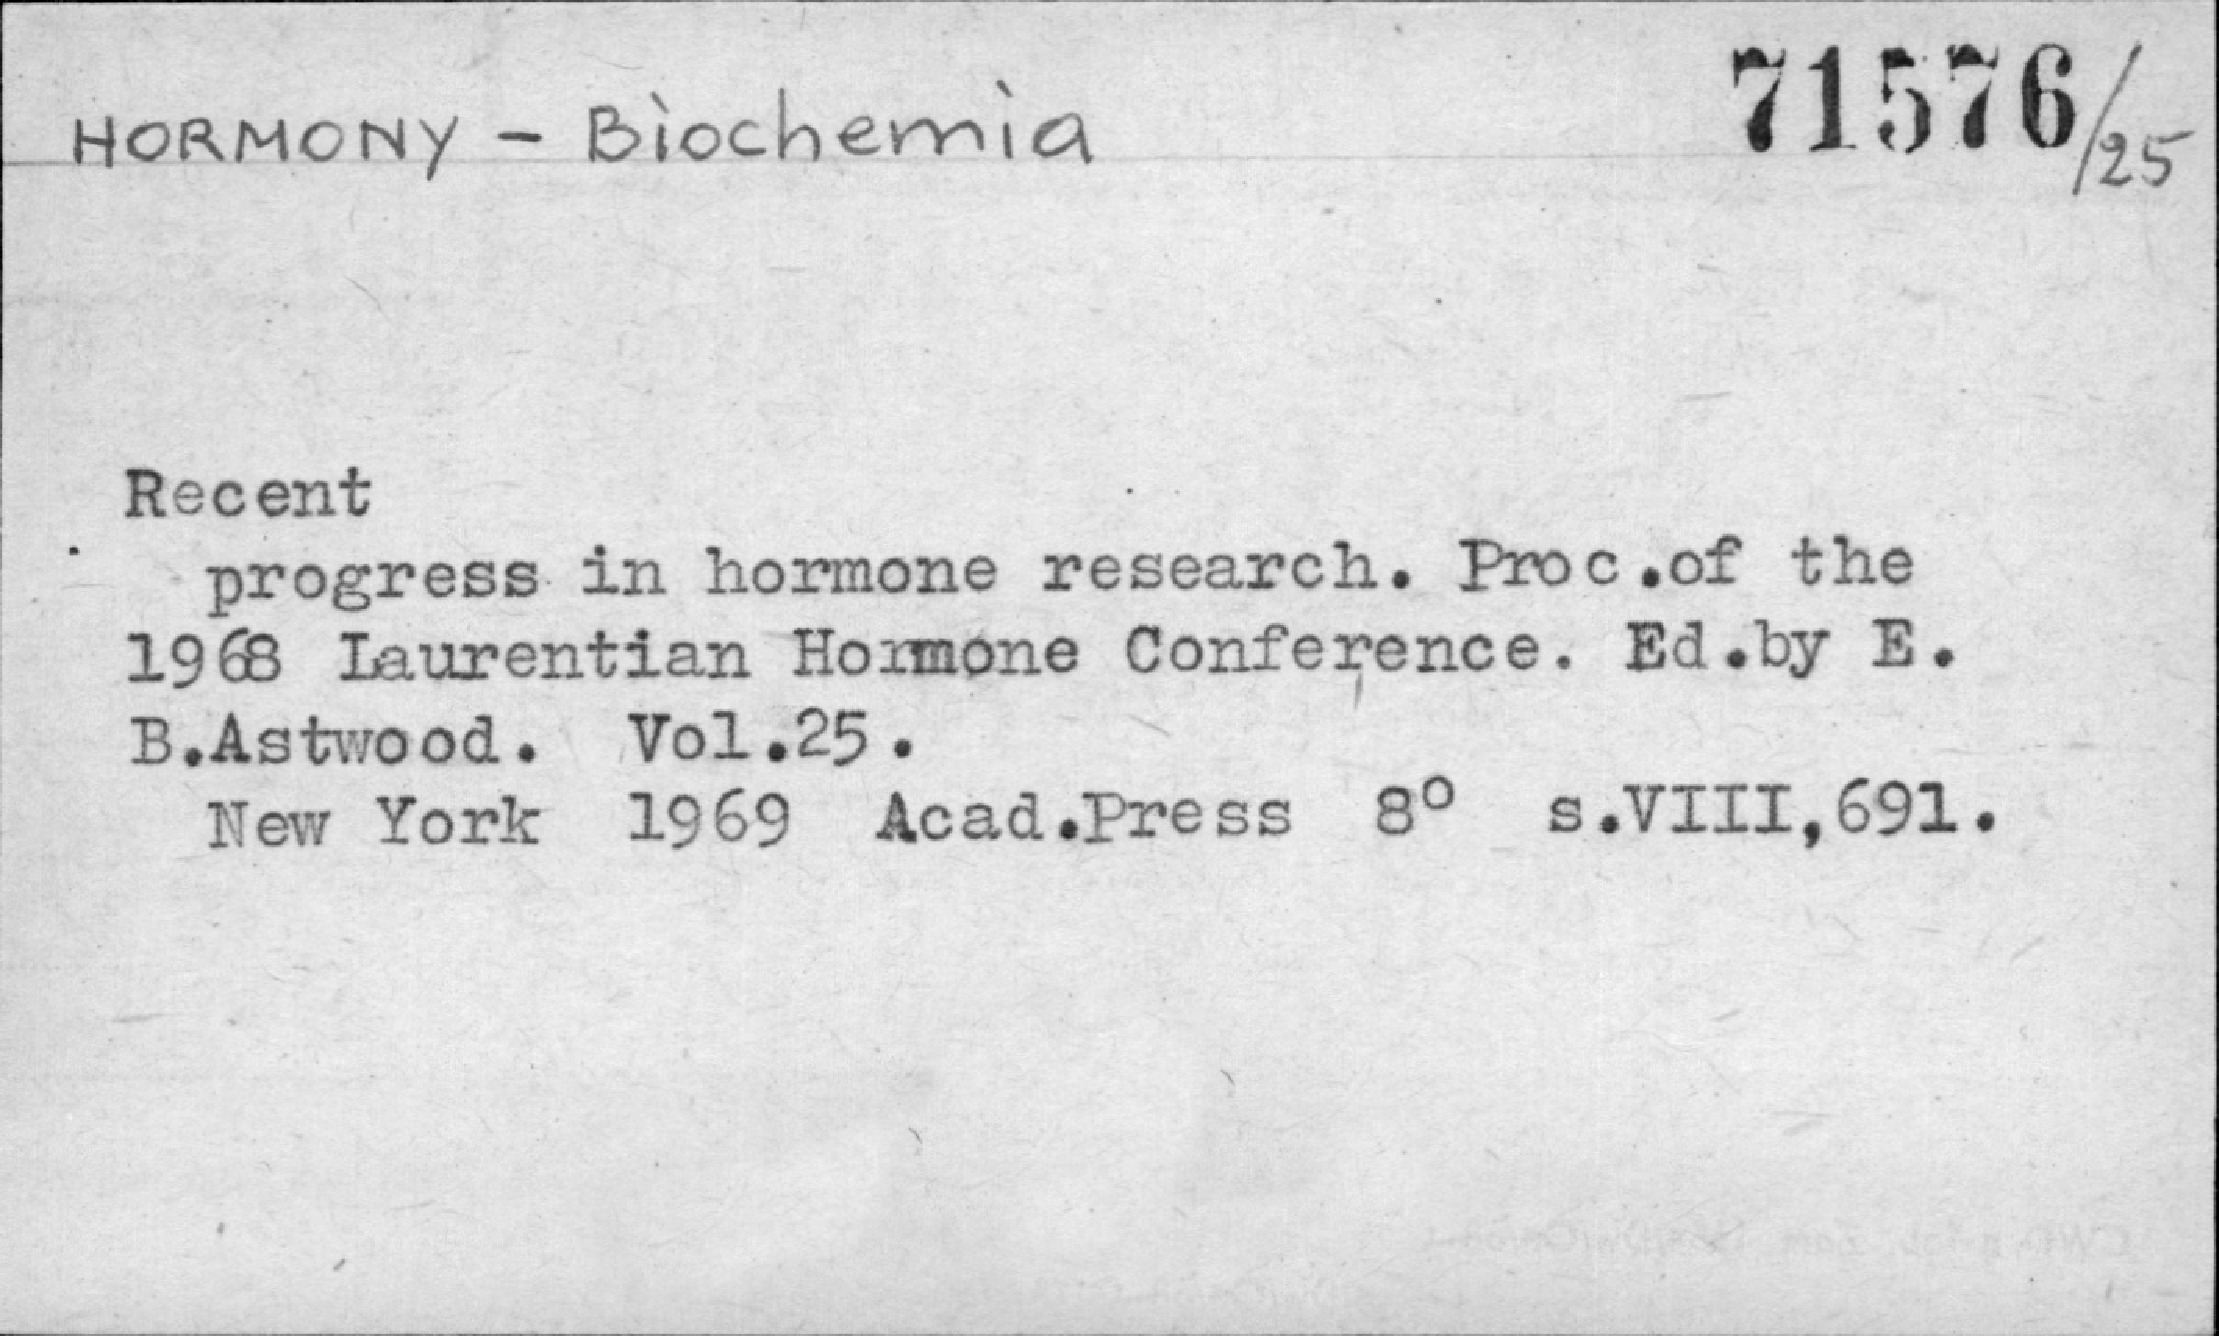 HORMONY - Biochemia
71576/25
Recent
progress in hormone research. Proc.of the
1968 Laurentian Hormone Conference. Ed.by E.
B.Astwood. Vol.25.
New York 1969 Acad.Press 8° s.VIII,691.